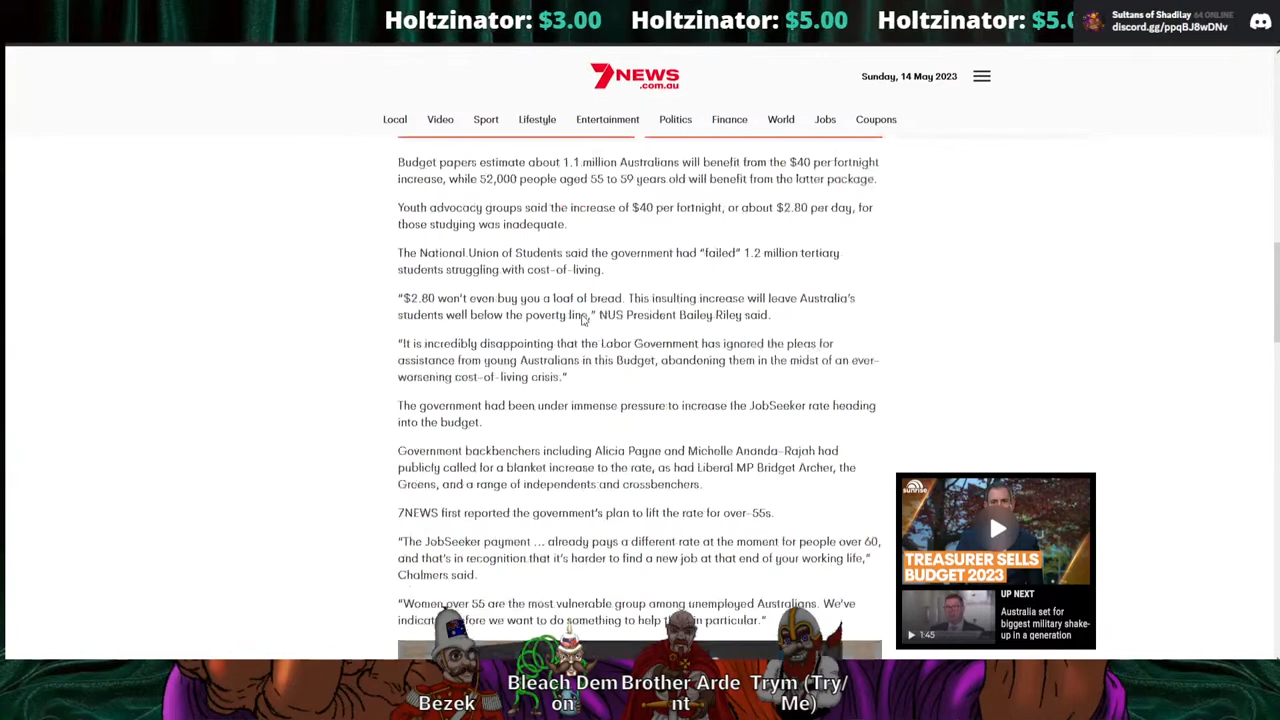 Holtzinator: $3.00 Holtzinator: $5.00 Holtzinator: $5.0
Sultans of Shadilay 64 ONLINE
discord.gg/ppqBJ8wDNv
7NEWS
.com.au
Sunday, 14 May 2023
Local Video Sport Lifestyle Entertainment Politics Finance World Jobs Coupons
Budget papers estimate about 1.1 million Australians will benefit from the $40 per fortnight
increase, while 52,000 people aged 55 to 59 years old will benefit from the latter package.
Youth advocacy groups said the increase of $40 per fortnight, or about $2.80 per day, for
those studying was inadequate.
The National Union of Students said the government had “failed” 1.2 million tertiary
students struggling with cost-of-living.
“$2.80 won’t even buy you a loaf of bread. This insulting increase will leave Australia’s
students well below the poverty line,” NUS President Bailey Riley said.
“It is incredibly disappointing that the Labor Government has ignored the pleas for
assistance from young Australians in this Budget, abandoning them in the midst of an ever-
worsening cost-of-living crisis.”
The government had been under immense pressure to increase the JobSeeker rate heading
into the budget.
Government backbenchers including Alicia Payne and Michelle Ananda-Rajah had
publicly called for a blanket increase to the rate, as had Liberal MP Bridget Archer, the
Greens, and a range of independents and crossbenchers.
7NEWS first reported the government’s plan to lift the rate for over-55s.
“The JobSeeker payment … already pays a different rate at the moment for people over 60,
and that’s in recognition that it’s harder to find a new job at that end of your working life,”
Chalmers said.
“Women over 55 are the most vulnerable group among unemployed Australians. We’ve
indicat efore we want to do something to help th in particular.”
sunrise
TREASURER SELLS
BUDGET 2023
UP NEXT
Australia set for
biggest military shake-
up in a generation
1:45
Bezek
Bleach Dem
on
Brother Arde
nt
Trym (Try/
Me)